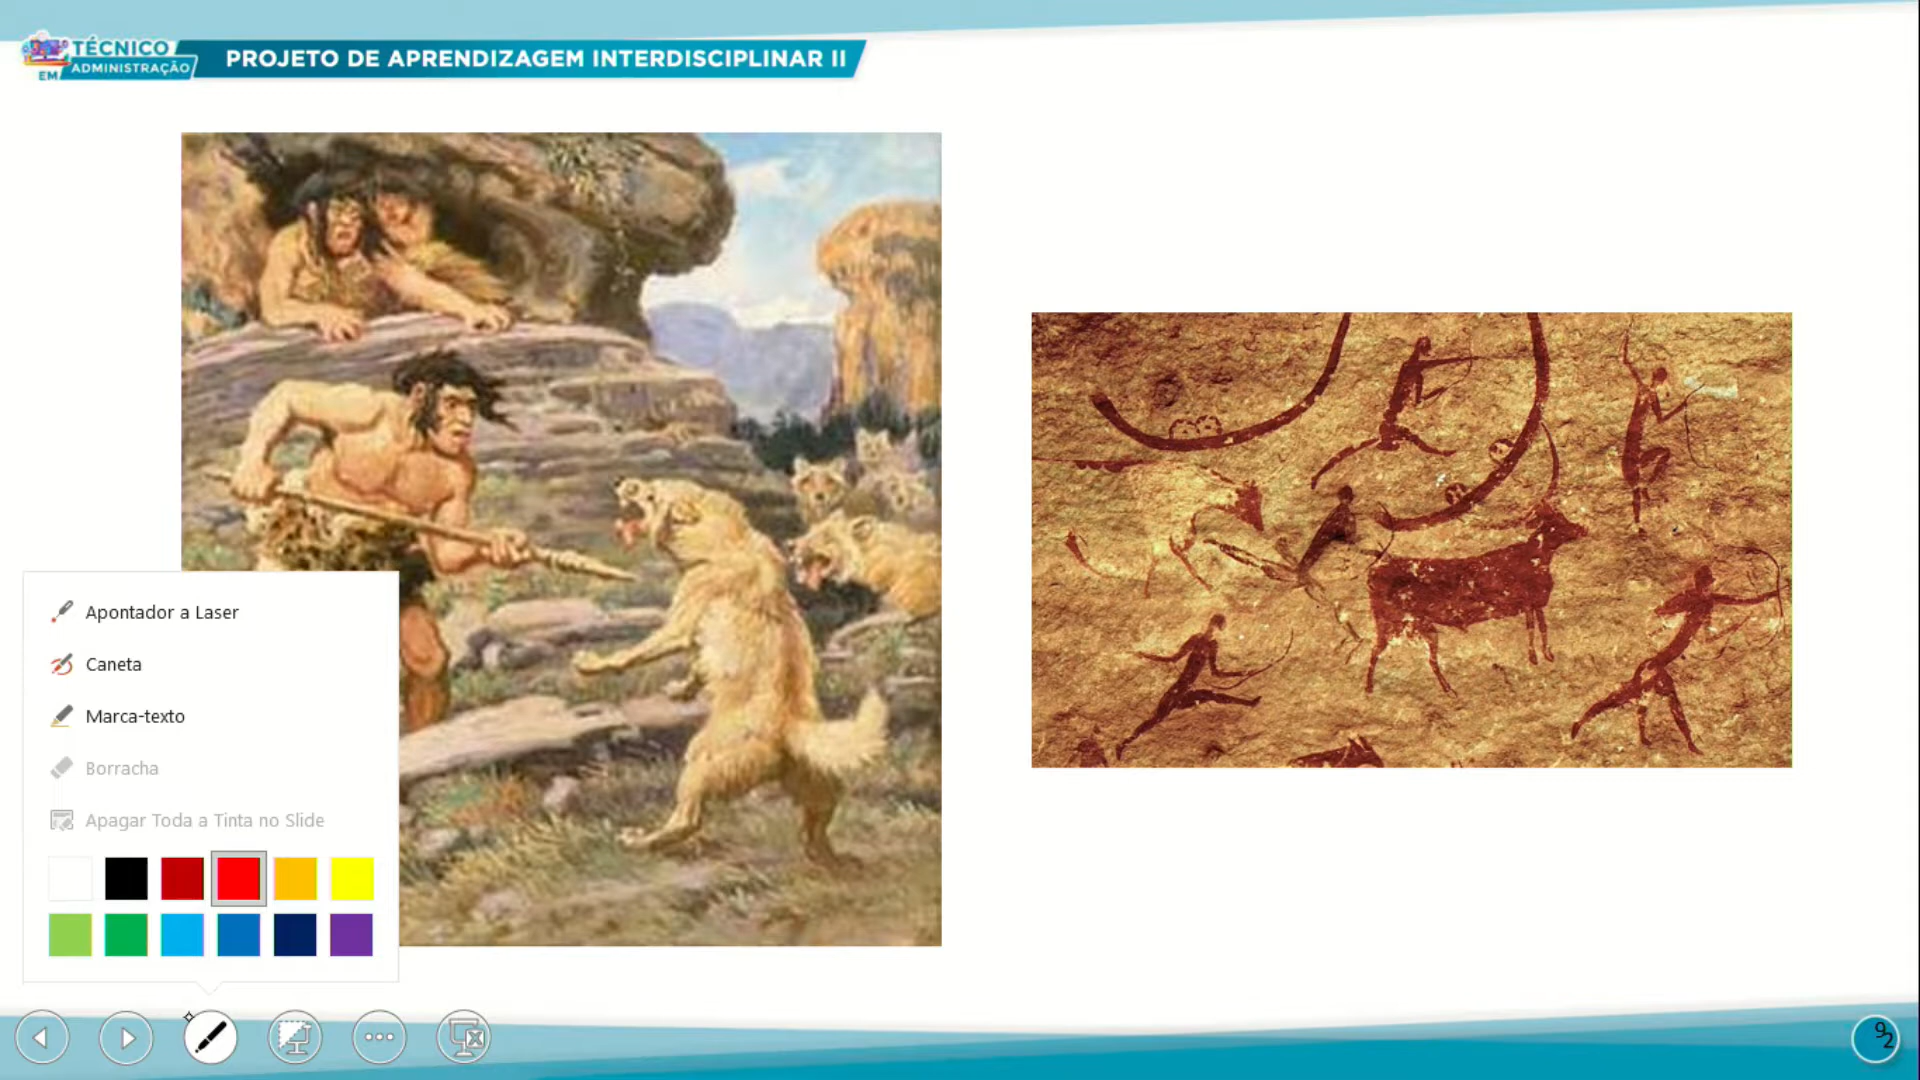 TÉCNICO
EM ADMINISTRAÇÃO
PROJETO DE APRENDIZAGEM INTERDISCIPLINAR II
Apontador a Laser
Caneta
Marca-texto
Borracha
Apagar Toda a Tinta no Slide
92